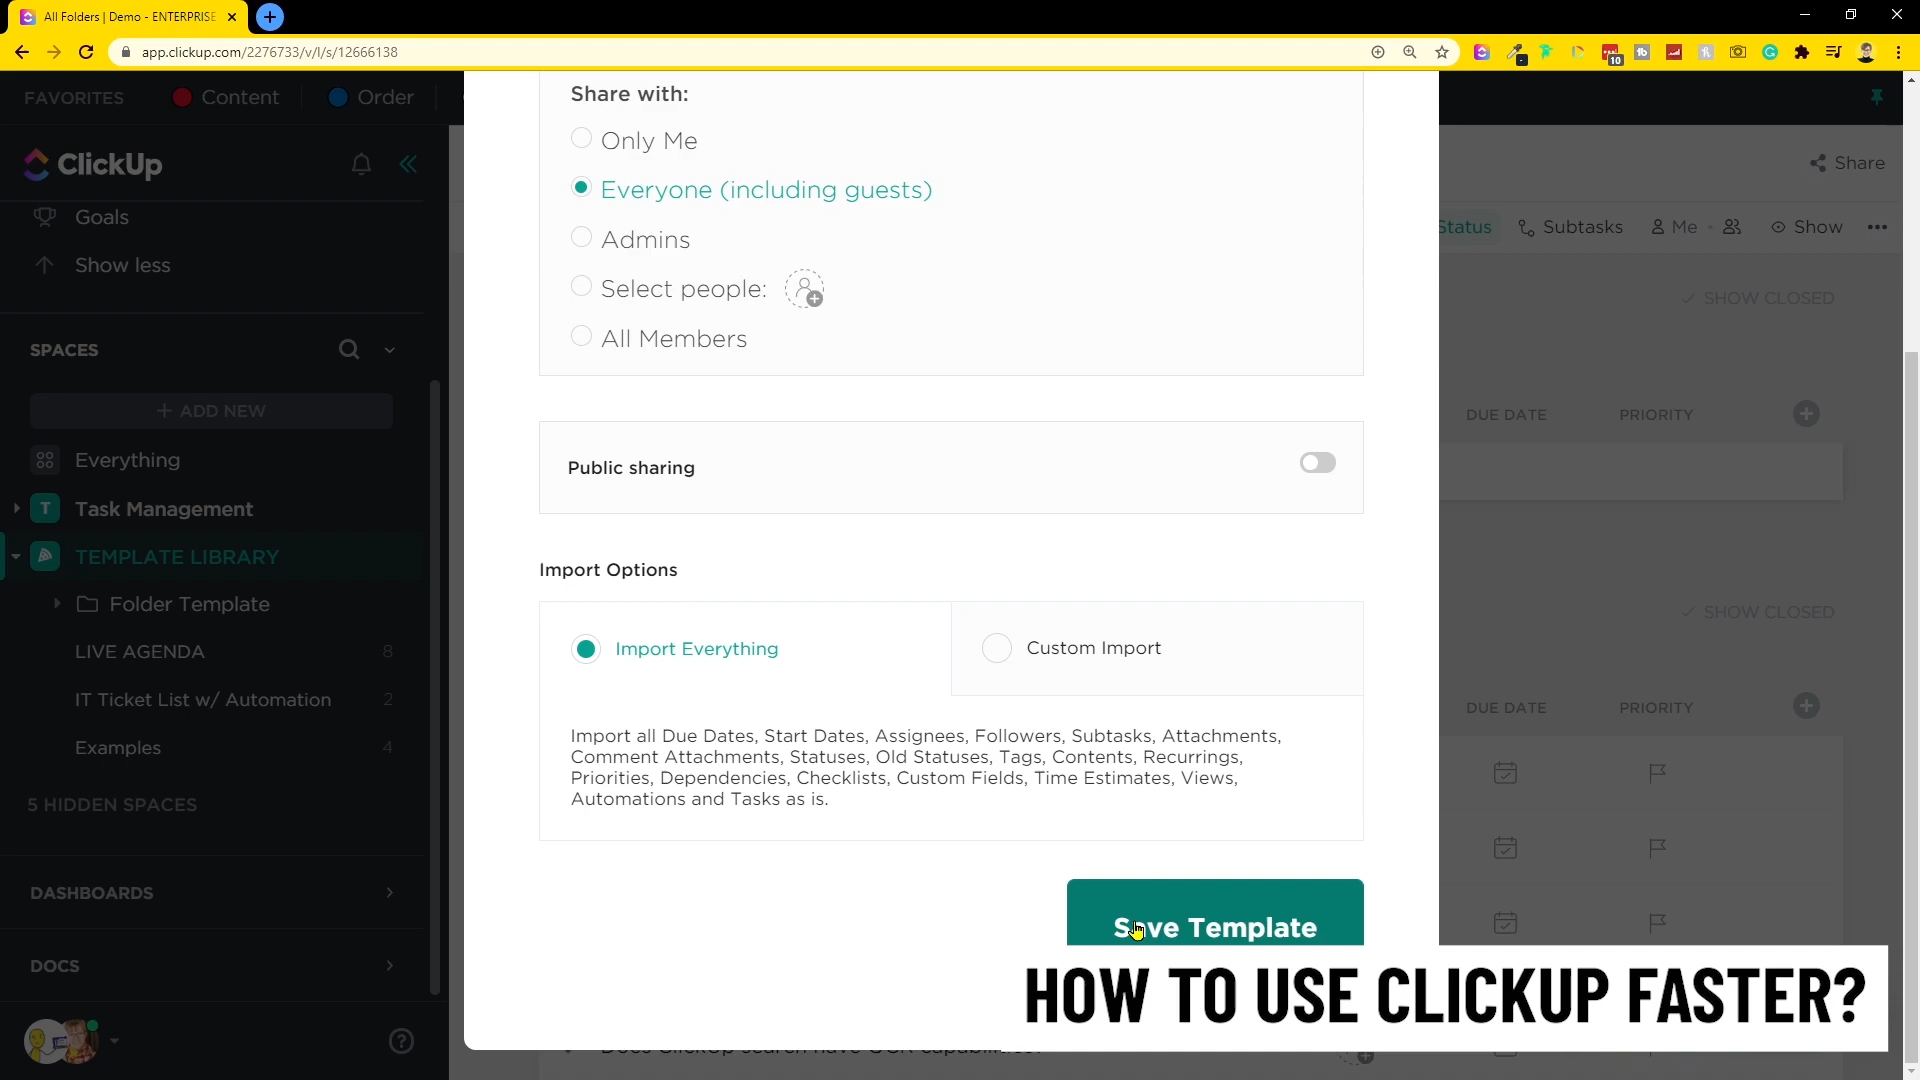 All Folders | Demo - ENTERPRISE
app.clickup.com/2276733/v/l/s/12666138
10
FAVORITES
Content
Order
ClickUp
Goals
Show less
SPACES
+ ADD NEW
Everything
T Task Management
TEMPLATE LIBRARY
Folder Template
LIVE AGENDA 8
IT Ticket List w/ Automation 2
Examples 4
5 HIDDEN SPACES
DASHBOARDS
DOCS
Share with:
Only Me
Everyone (including guests)
Admins
Select people:
All Members
Public sharing
Import Options
Import Everything
Custom Import
Import all Due Dates, Start Dates, Assignees, Followers, Subtasks, Attachments,
Comment Attachments, Statuses, Old Statuses, Tags, Contents, Recurrings,
Priorities, Dependencies, Checklists, Custom Fields, Time Estimates, Views,
Automations and Tasks as is.
Save Template
Share
Status Subtasks Me Show
SHOW CLOSED
DUE DATE PRIORITY
SHOW CLOSED
DUE DATE PRIORITY
HOW TO USE CLICKUP FASTER?